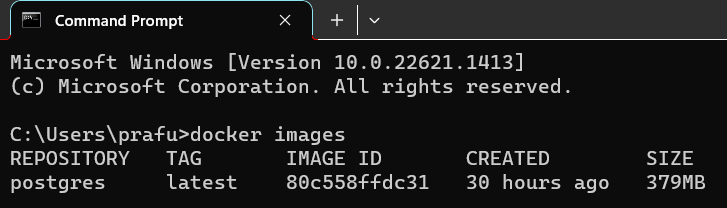 Command Prompt
Microsoft Windows [Version 10.0.22621.1413]
(c) Microsoft Corporation. All rights reserved.
C:\Users\prafu>docker images
REPOSITORY   TAG       IMAGE ID       CREATED        SIZE
postgres     latest    80c558ffdc31   30 hours ago   379MB